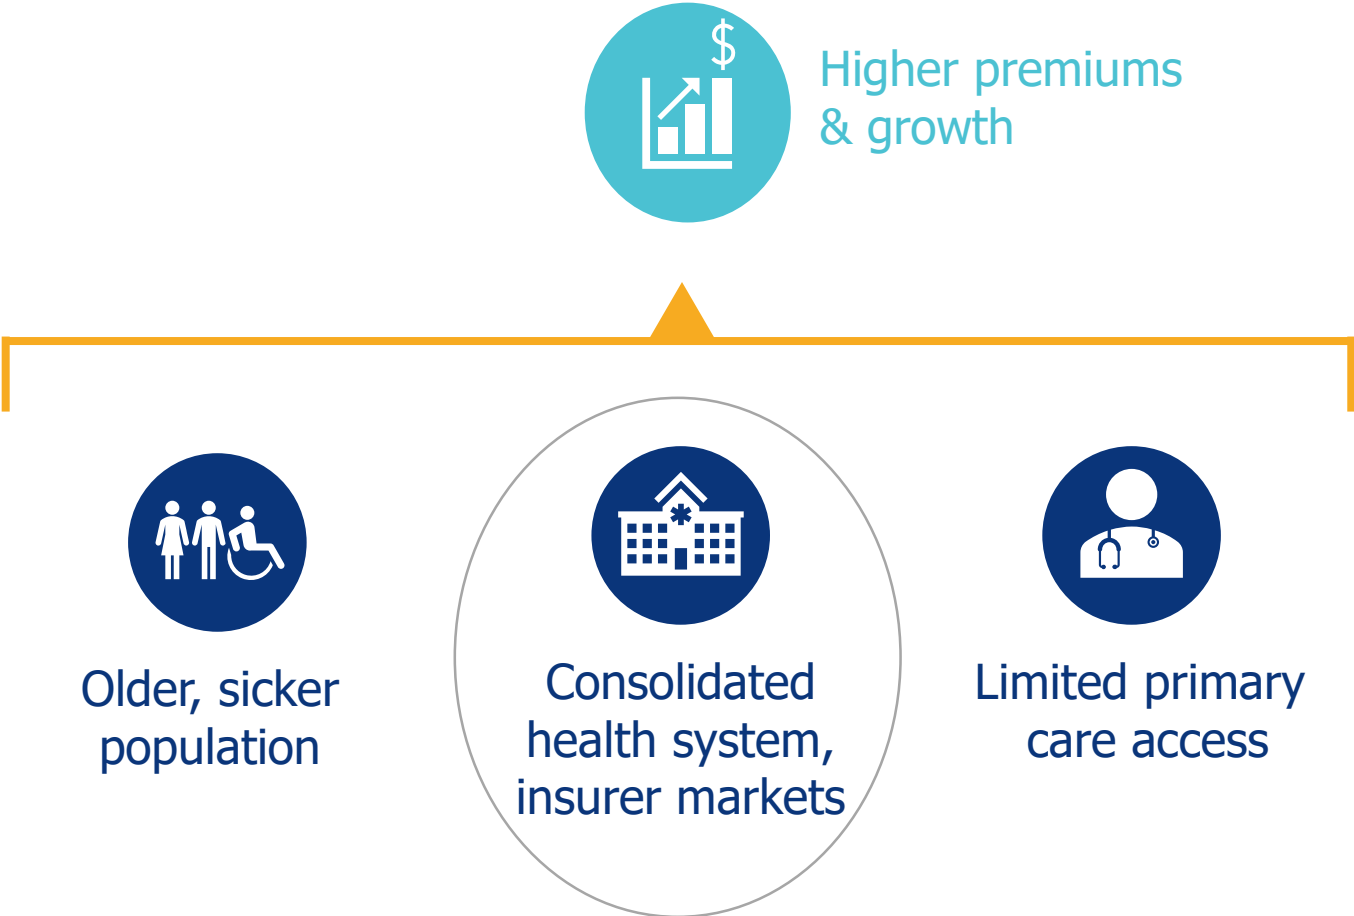 $
Higher premiums
& growth
Older, sicker
population
Consolidated
health system,
insurer markets
Limited primary
care access